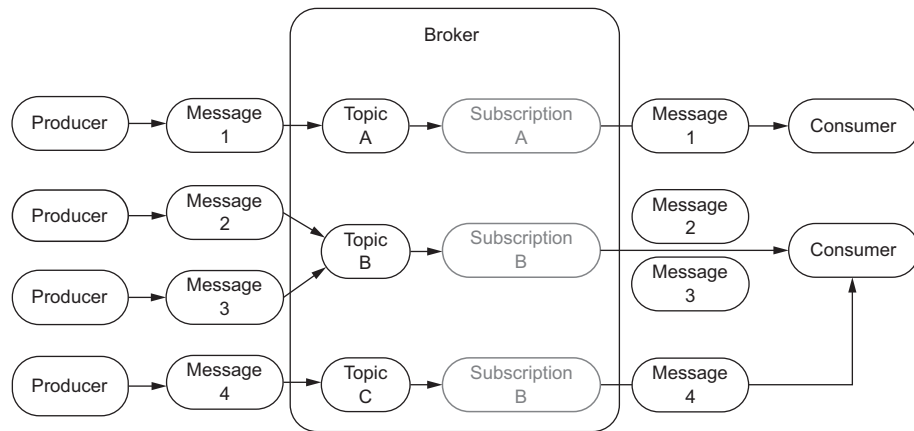 Broker
Producer
Message
1
Topic
A
Subscription
A
Message
1
Consumer
Producer
Message
2
Topic
B
Subscription
B
Message
2
Consumer
Producer
Message
3
Message
3
Producer
Message
4
Topic
C
Subscription
B
Message
4